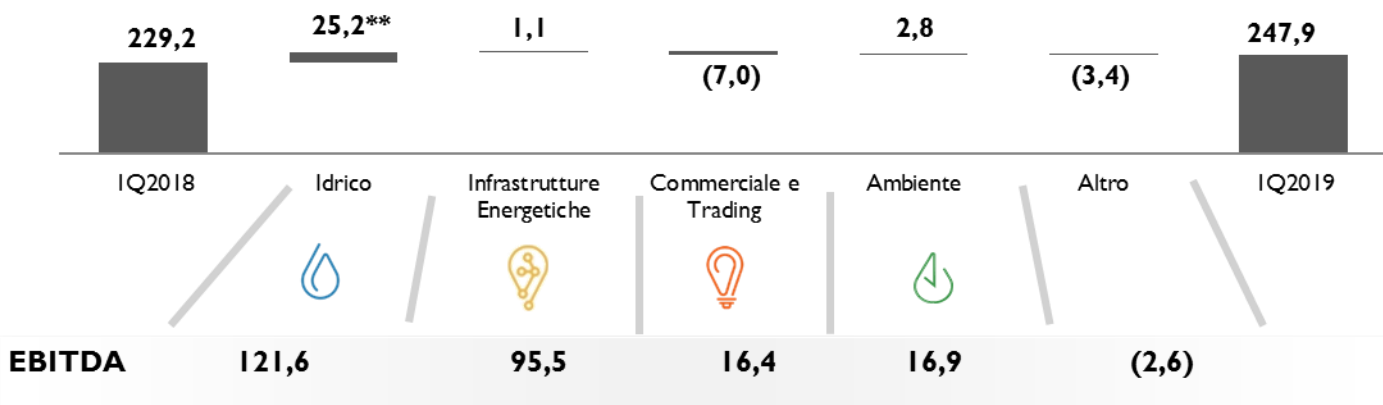 229,2
25,2**
1,1
(7,0)
2,8
(3,4)
247,9
1Q2018
Idrico
Infrastrutture
Energetiche
Commerciale e
Trading
Ambiente
Altro
1Q2019
EBITDA 121,6 95,5 16,4 16,9 (2,6)